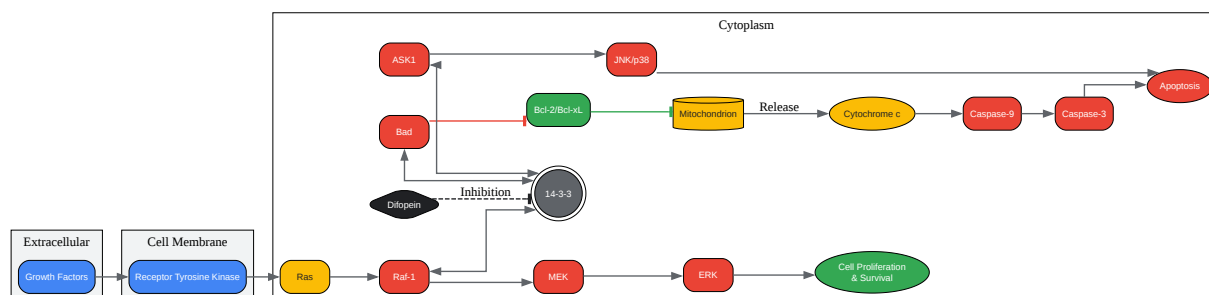 Cytoplasm
ASK1
JNK/p38
Apoptosis
Bcl-2/Bcl-xL
Mitochondrion
Release
Cytochrome c
Caspase-9
Caspase-3
Bad
Inhibition
14-3-3
Difopein
Extracellular
Cell Membrane
Growth Factors
Receptor Tyrosine Kinase
Ras
Raf-1
MEK
ERK
Cell Proliferation
& Survival